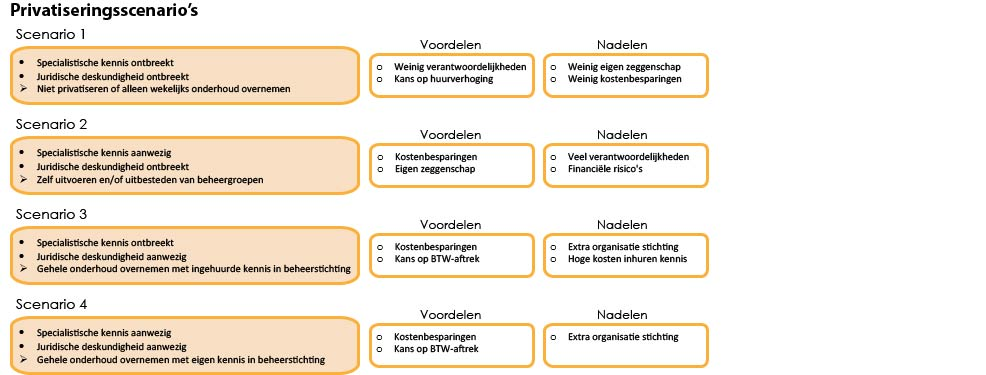 Privatiseringsscenario's
Scenario 1
• Specialistische kennis ontbreekt
• Juridische deskundigheid ontbreekt
➢ Niet privatiseren of alleen wekelijks onderhoud overnemen
Voordelen
o Weinig verantwoordelijkheden
o Kans op huurverhoging
Nadelen
o Weinig eigen zeggenschap
o Weinig kostenbesparingen
Scenario 2
• Specialistische kennis aanwezig
• Juridische deskundigheid ontbreekt
➢ Zelf uitvoeren en/of uitbesteden van beheergroepen
Voordelen
o Kostenbesparingen
o Eigen zeggenschap
Nadelen
o Veel verantwoordelijkheden
o Financiële risico's
Scenario 3
• Specialistische kennis ontbreekt
• Juridische deskundigheid aanwezig
➢ Gehele onderhoud overnemen met ingehuurde kennis in beheerstichting
Voordelen
o Kostenbesparingen
o Kans op BTW-aftrek
Nadelen
o Extra organisatie stichting
o Hoge kosten inhuren kennis
Scenario 4
• Specialistische kennis aanwezig
• Juridische deskundigheid aanwezig
➢ Gehele onderhoud overnemen met eigen kennis in beheerstichting
Voordelen
o Kostenbesparingen
o Kans op BTW-aftrek
Nadelen
o Extra organisatie stichting